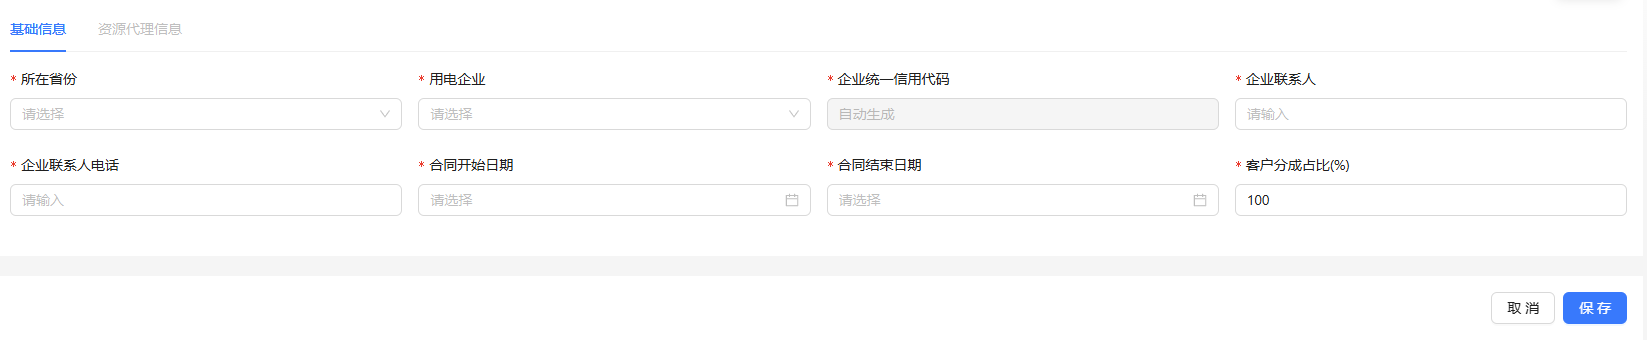 基础信息 资源代理信息
* 所在省份 * 用电企业 * 企业统一信用代码 * 企业联系人
请选择 请选择 自动生成 请输入
* 企业联系人电话 * 合同开始日期 * 合同结束日期 * 客户分成占比(%)
请输入 请选择 请选择 100
取消 保存